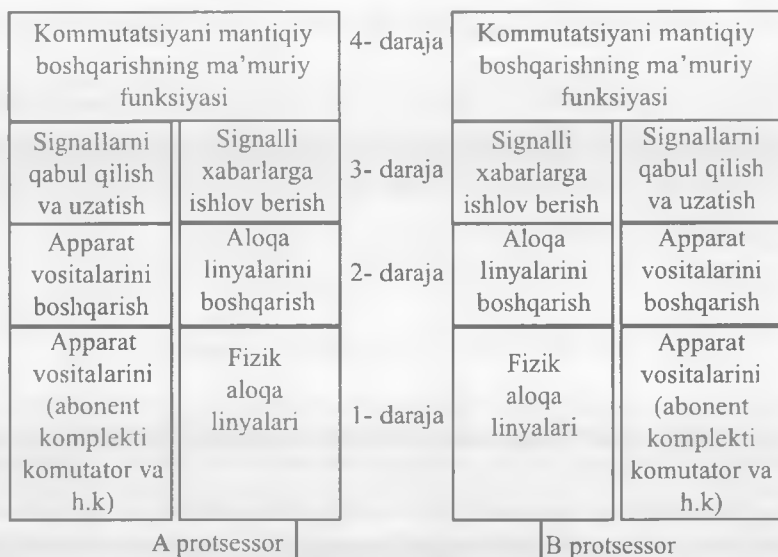 Kommutatsiyani mantiqiy
boshqarishning ma’muriy
funksiyasi
4- daraja
Kommutatsiyani mantiqiy
boshqarishning ma’muriy
funksiyasi
Signallarni
qabul qilish
va uzatish
Signalli
xabarlarga
ishlov berish
3- daraja
Signalli
xabarlarga
ishlov berish
Signallarni
qabul qilish
va uzatish
Apparat
vositalarini
boshqarish
Aloqa
linyalarini
boshqarish
2- daraja
Aloqa
linyalarini
boshqarish
Apparat
vositalarini
boshqarish
Apparat
vositalarini
(abonent
komplekti
komutator va
h.k)
Fizik
aloqa
linyalari
1- daraja
Fizik
aloqa
linyalari
Apparat
vositalarini
(abonent
komplekti
komutator va
h.k)
A protsessor
B protsessor